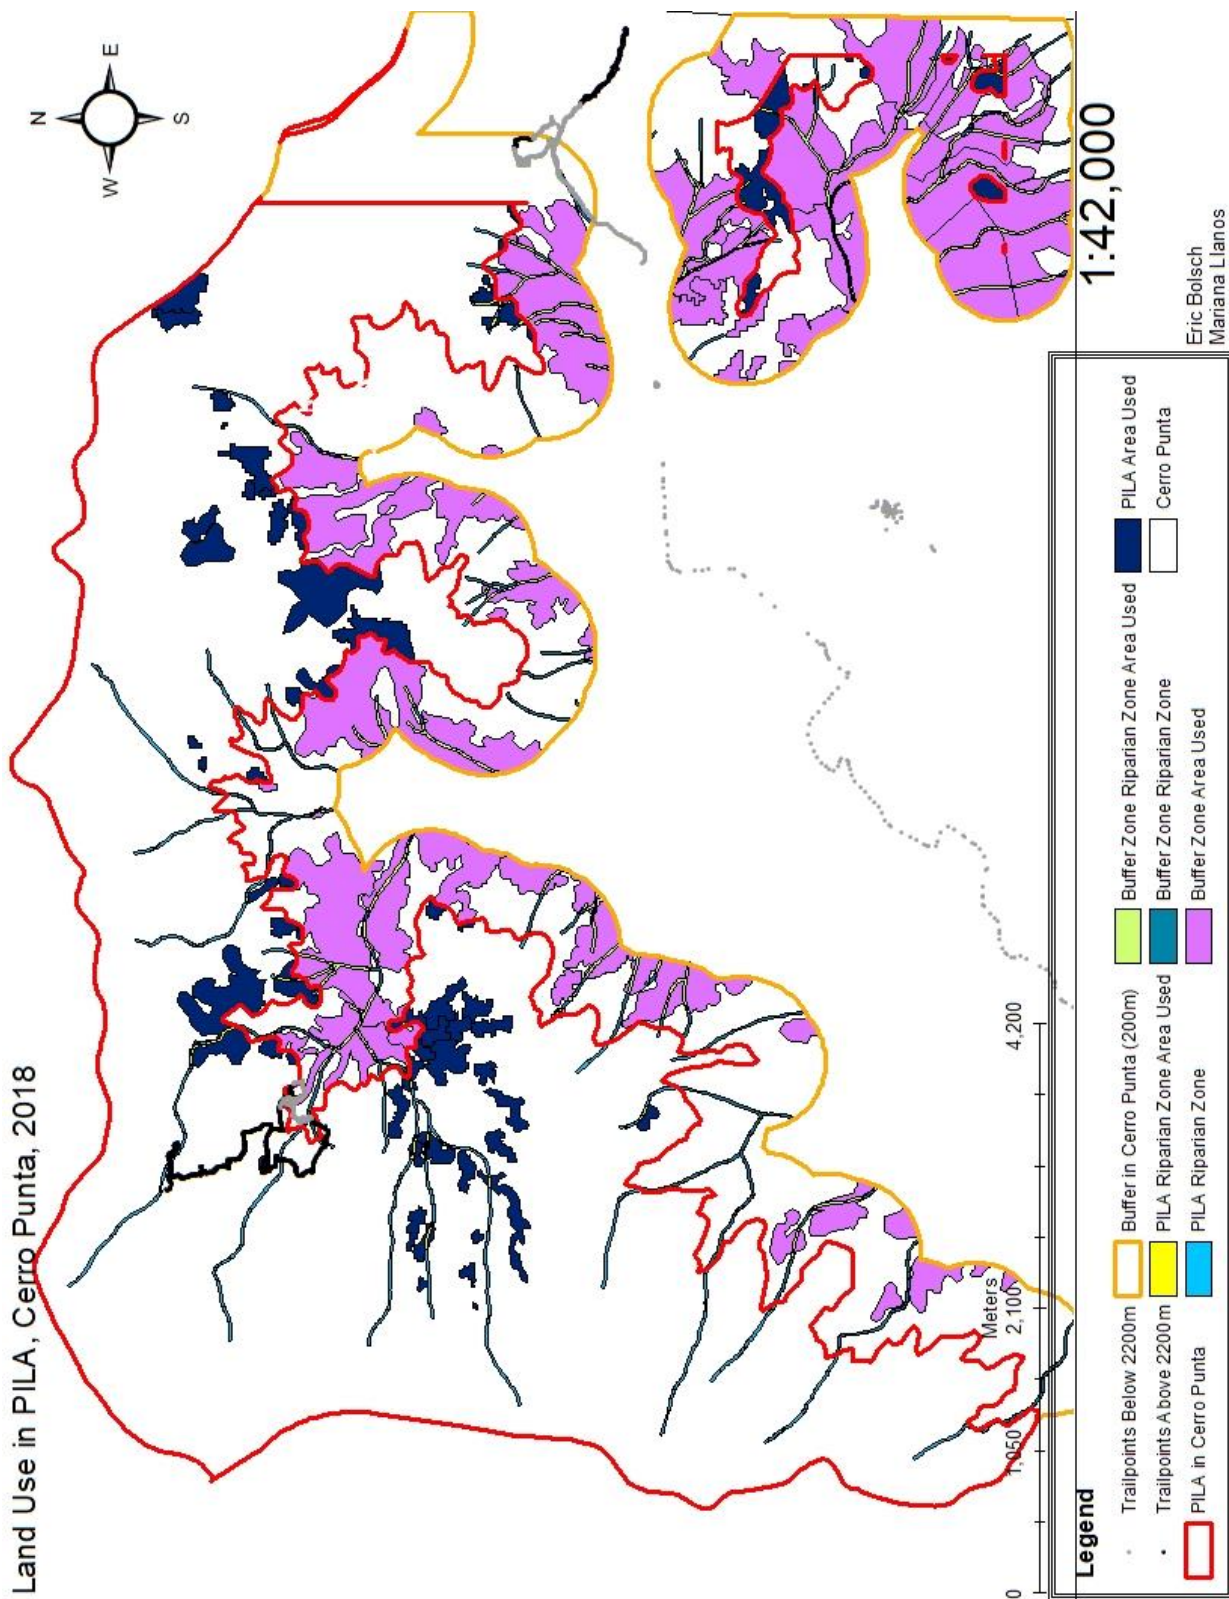 Land Use in PILA, Cerro Punta, 2018
N
W
E
S
0
1,050
2,100
4,200
Meters
1:42,000
Legend
Trailpoints Below 2200m
Trailpoints Above 2200m
PILA in Cerro Punta
Buffer in Cerro Punta (200m)
PILA Riparian Zone Area Used
PILA Riparian Zone
Buffer Zone Riparian Zone Area Used
Buffer Zone Riparian Zone
Buffer Zone Area Used
PILA Area Used
Cerro Punta
Eric Bolsch
Mariana Llanos